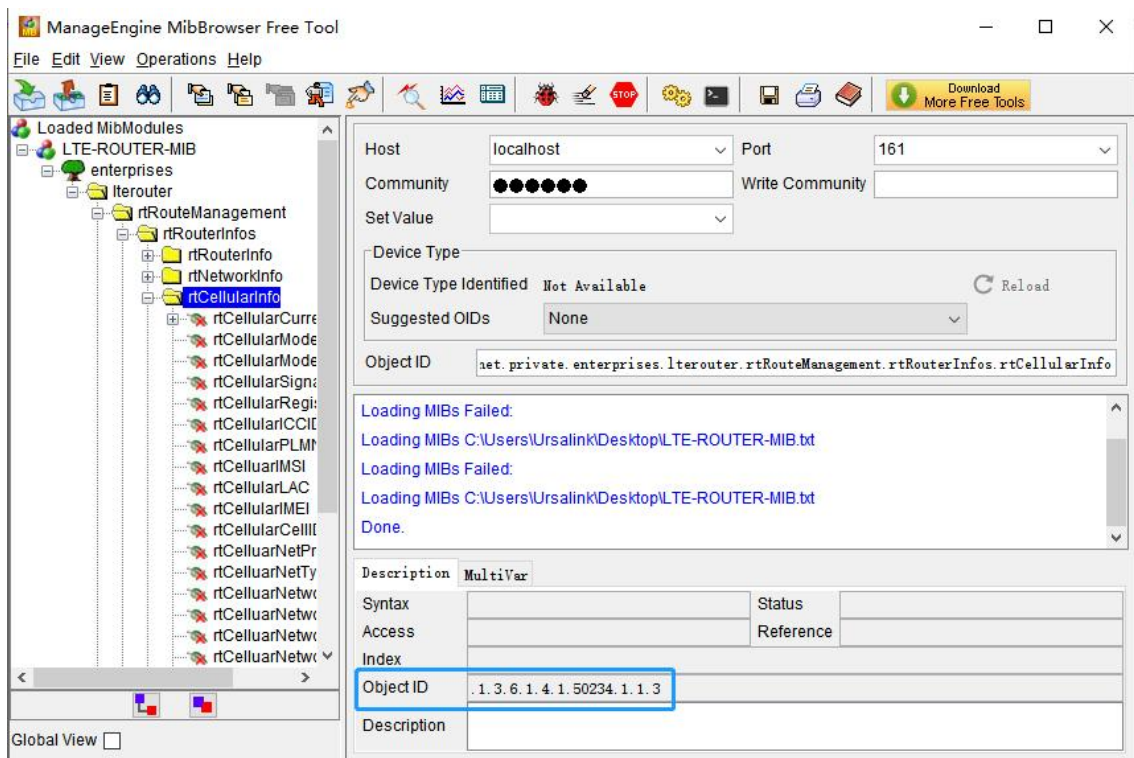 ManageEngine MibBrowser Free Tool
File Edit View Operations Help
STOP
Download
More Free Tools
Loaded MibModules
LTE-ROUTER-MIB
enterprises
lterouter
rtRouteManagement
rtRouterInfos
rtRouterInfo
rtNetworkInfo
rtCellularInfo
rtCellularCurre
rtCellularMode
rtCellularMode
rtCellularSigna
rtCellularRegis
rtCellularICCID
rtCellularPLMN
rtCelluarIMSI
rtCellularLAC
rtCellularIMEI
rtCellularCellID
rtCelluarNetPr
rtCelluarNetTy
rtCelluarNetwo
rtCelluarNetwo
rtCelluarNetwo
rtCelluarNetwo
Global View
Host localhost Port 161
Community ●●●●●● Write Community
Set Value
Device Type
Device Type Identified Not Available Reload
Suggested OIDs None
Object ID net.private.enterprises.lterouter.rtRouteManagement.rtRouterInfos.rtCellularInfo
Loading MIBs Failed:
Loading MIBs C:\Users\Ursalink\Desktop\LTE-ROUTER-MIB.txt
Loading MIBs Failed:
Loading MIBs C:\Users\Ursalink\Desktop\LTE-ROUTER-MIB.txt
Done.
Description MultiVar
Syntax Status
Access Reference
Index
Object ID .1.3.6.1.4.1.50234.1.1.3
Description